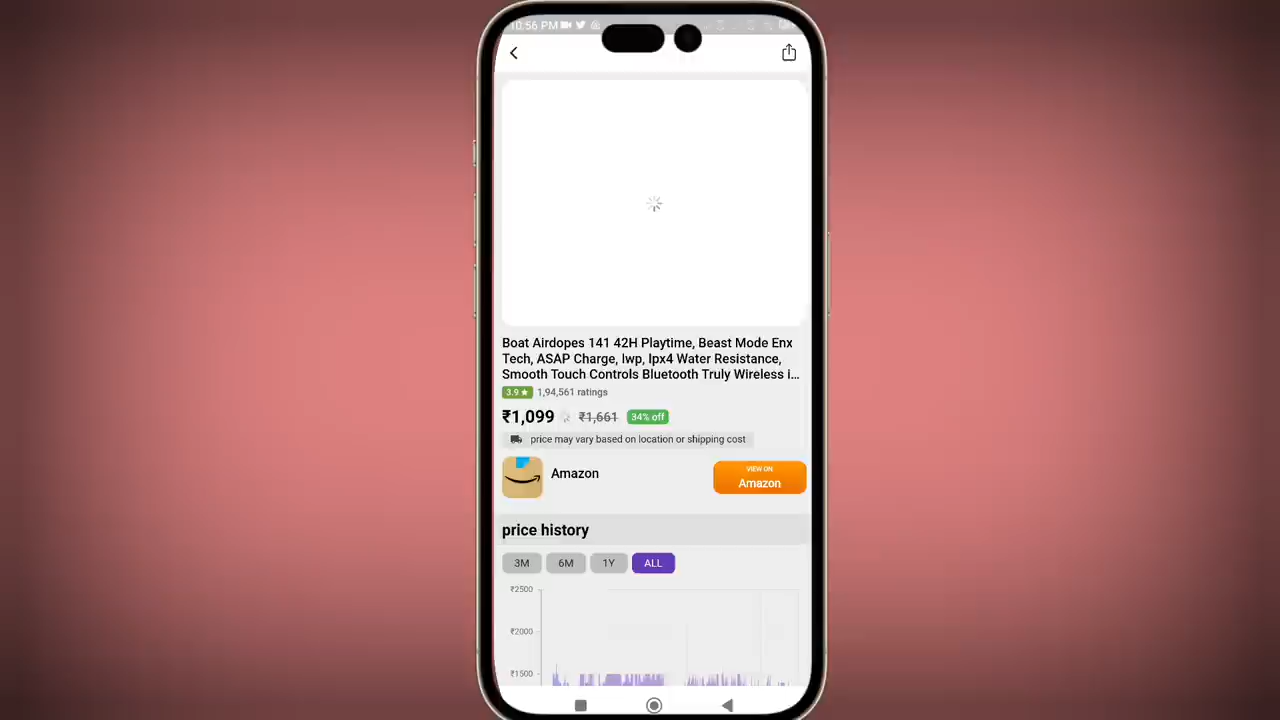 10:56 PM
Boat Airdopes 141 42H Playtime, Beast Mode Enx
Tech, ASAP Charge, Iwp, Ipx4 Water Resistance,
Smooth Touch Controls Bluetooth Truly Wireless i...
3.9 ★ 1,94,561 ratings
₹1,099 ₹1,661 34% off
price may vary based on location or shipping cost
Amazon
VIEW ON
Amazon
price history
3M 6M 1Y ALL
₹2500
₹2000
₹1500